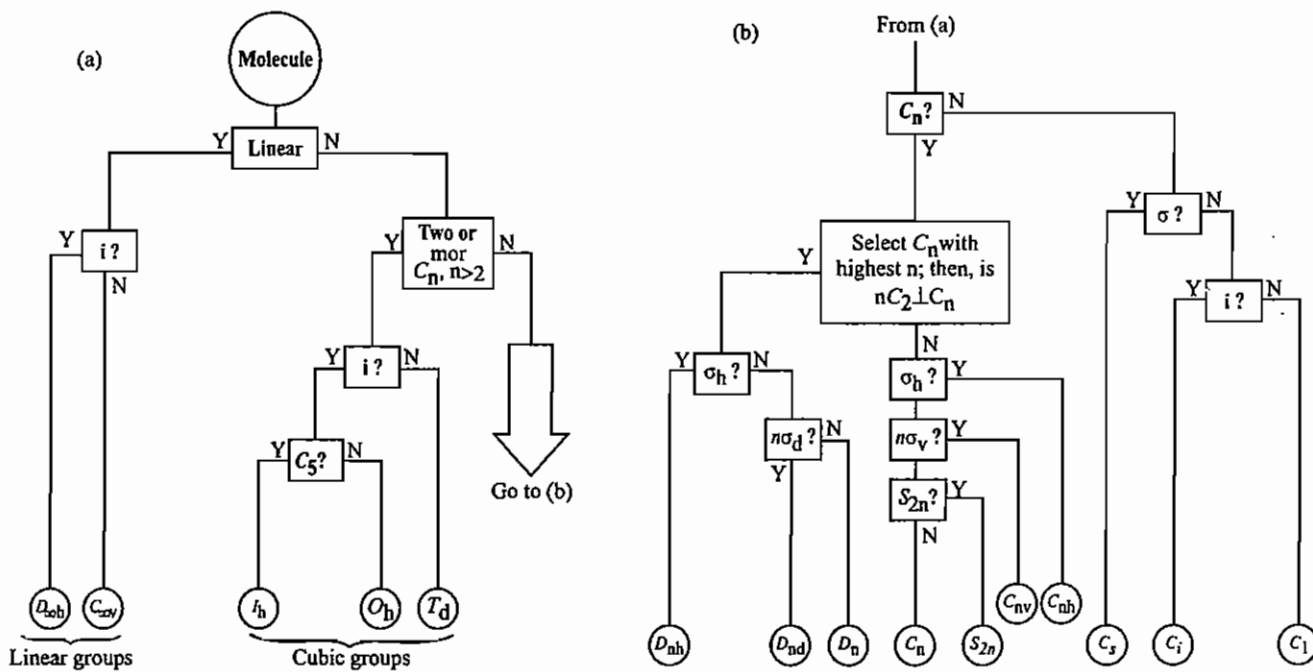 (a)
Molecule
Y
Linear
N
Y
i ?
N
Y
Two or
mor
Cn, n>2
N
Y
i ?
N
Y
C5?
N
Go to (b)
D∞h
C∞v
Ih
Oh
Td
Linear groups
Cubic groups
(b)
From (a)
Cn ?
N
Y
Y
σ ?
N
Y
Select Cn with
highest n; then, is
nC2⊥Cn
N
Y
i ?
N
Y
σh ?
N
σh ?
Y
nσd ?
N
Y
nσv ?
Y
S2n?
Y
N
Dnh
Dnd
Dn
Cn
S2n
Cnv
Cnh
Cs
Ci
C1